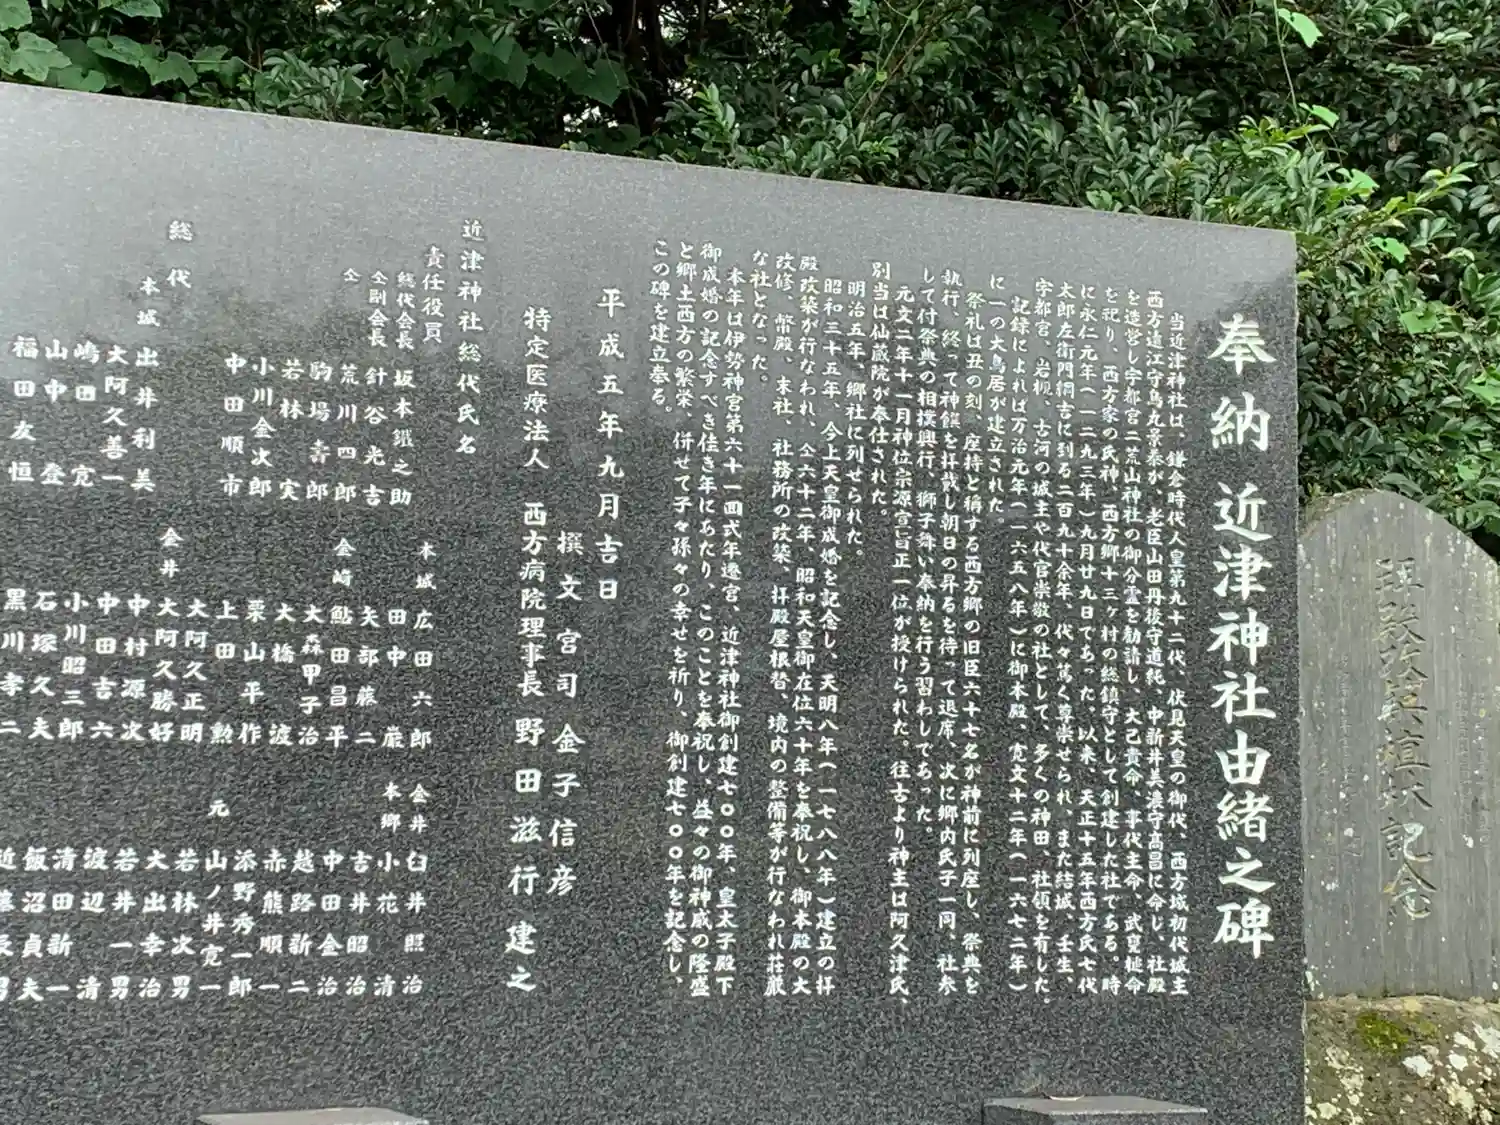 奉納 近津神社由緒之碑
当近津神社は、鎌倉時代人皇第九十二代、伏見天皇の御代、西方城初代城主
西方遠江守烏丸景泰が、老臣山田丹後守道純、中新井美濃守高昌に命じ、社殿
を造営し宇都宮二荒山神社の御分霊を勧請し、大己貴命、事代主命、武甕槌命
を祀り、西方家の氏神、西方郷十三ヶ村の総鎮守として創建した社である。時
に永仁元年(一二九三年)九月廿九日であった。以来、天正十五年西方氏七代
太郎左衛門綱吉に到る二百九十余年、代々篤く尊崇せられ、また結城、壬生、
宇都宮、岩槻、古河の城主や代官崇敬の社として、多くの神田、社領を有した。
記録によれば万治元年(一六五八年)に御本殿、寛文十二年(一六七二年)
に一の大鳥居が建立された。
祭礼は丑の刻、座持と称する西方郷の旧臣六十七名が神前に列座し、祭典を
執行、終って神饌を拝戴し朝日の昇るを待って退席、次に郷内氏子一同、社参
して付祭典の相撲興行、獅子舞い奉納を行う習わしであった。
元文二年十一月神位宗源宣旨正一位が授けられた。往古より神主は阿久津氏、
別当は仙蔵院が奉仕された。
明治五年、郷社に列せられた。
昭和三十五年、今上天皇御成婚を記念し、天明八年(一七八八年)建立の拝
殿改築が行なわれ、仝六十二年、昭和天皇御在位六十年を奉祝し、御本殿の大
改修、幣殿、末社、社務所の改築、拝殿屋根替、境内の整備等が行なわれ荘厳
な社となった。
本年は伊勢神宮第六十一回式年遷宮、近津神社御創建七〇〇年、皇太子殿下
御成婚の記念すべき佳き年にあたり、このことを奉祝し、益々の御神威の隆盛
と郷土西方の繁栄、併せて子々孫々の幸せを祈り、御創建七〇〇年を記念し、
この碑を建立奉る。
平成五年九月吉日
撰文 宮司 金子信彦
特定医療法人 西方病院理事長 野田滋行 建之
近津神社総代氏名
責任役員
総代会長 坂本鐵之助
仝副会長 針谷光吉
仝 荒川四郎
駒場喜郎
若林実
小川金次郎
中田順市
総代
本城 出井利美
大阿久善一
嶋田寛
山中登
福田友恒
本城 広田六郎
田中巌
矢部藤二
金崎 鮎田昌平
大森甲子治
大橋渡
栗山平作
上田勲
大阿久正明
金井 大阿久勝好
中村源次
中田吉六
小川昭三郎
石塚久夫
黒川孝二
金井 臼井照治
本郷 小花清
吉井昭治
中田金治
越路新二
赤熊順一
添野秀一郎
元 山ノ井寛一
若林次男
大出幸治
若井一男
渡辺清
清田新一
飯沼貞夫
記念